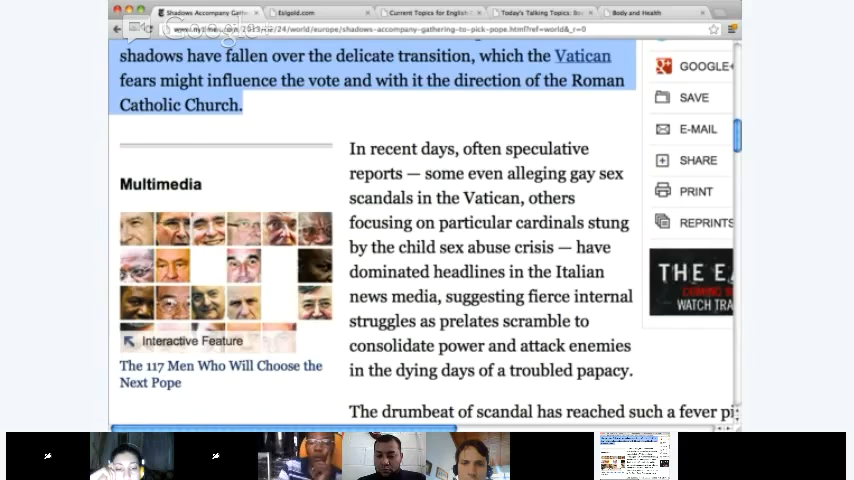 Shadows Accompany Gathe
Eslgold.com
Current Topics for English
Today's Talking Topics: Bo
Body and Health
shadows have fallen over the delicate transition, which the Vatican
fears might influence the vote and with it the direction of the Roman
Catholic Church.
GOOGLE+
SAVE
E-MAIL
SHARE
PRINT
REPRINTS
THE EA
COMING
WATCH TRA
Multimedia
Interactive Feature
The 117 Men Who Will Choose the
Next Pope
In recent days, often speculative
reports — some even alleging gay sex
scandals in the Vatican, others
focusing on particular cardinals stung
by the child sex abuse crisis — have
dominated headlines in the Italian
news media, suggesting fierce internal
struggles as prelates scramble to
consolidate power and attack enemies
in the dying days of a troubled papacy.
The drumbeat of scandal has reached such a fever pi